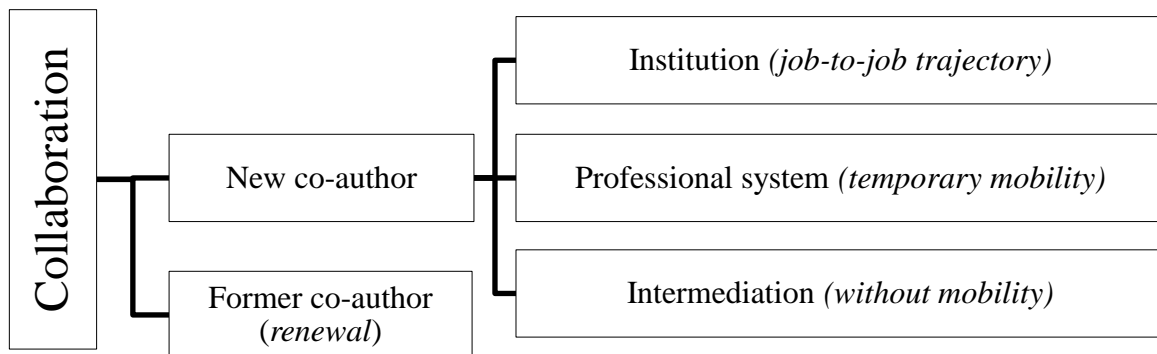 Collaboration
New co-author
Former co-author
(renewal)
Institution (job-to-job trajectory)
Professional system (temporary mobility)
Intermediation (without mobility)